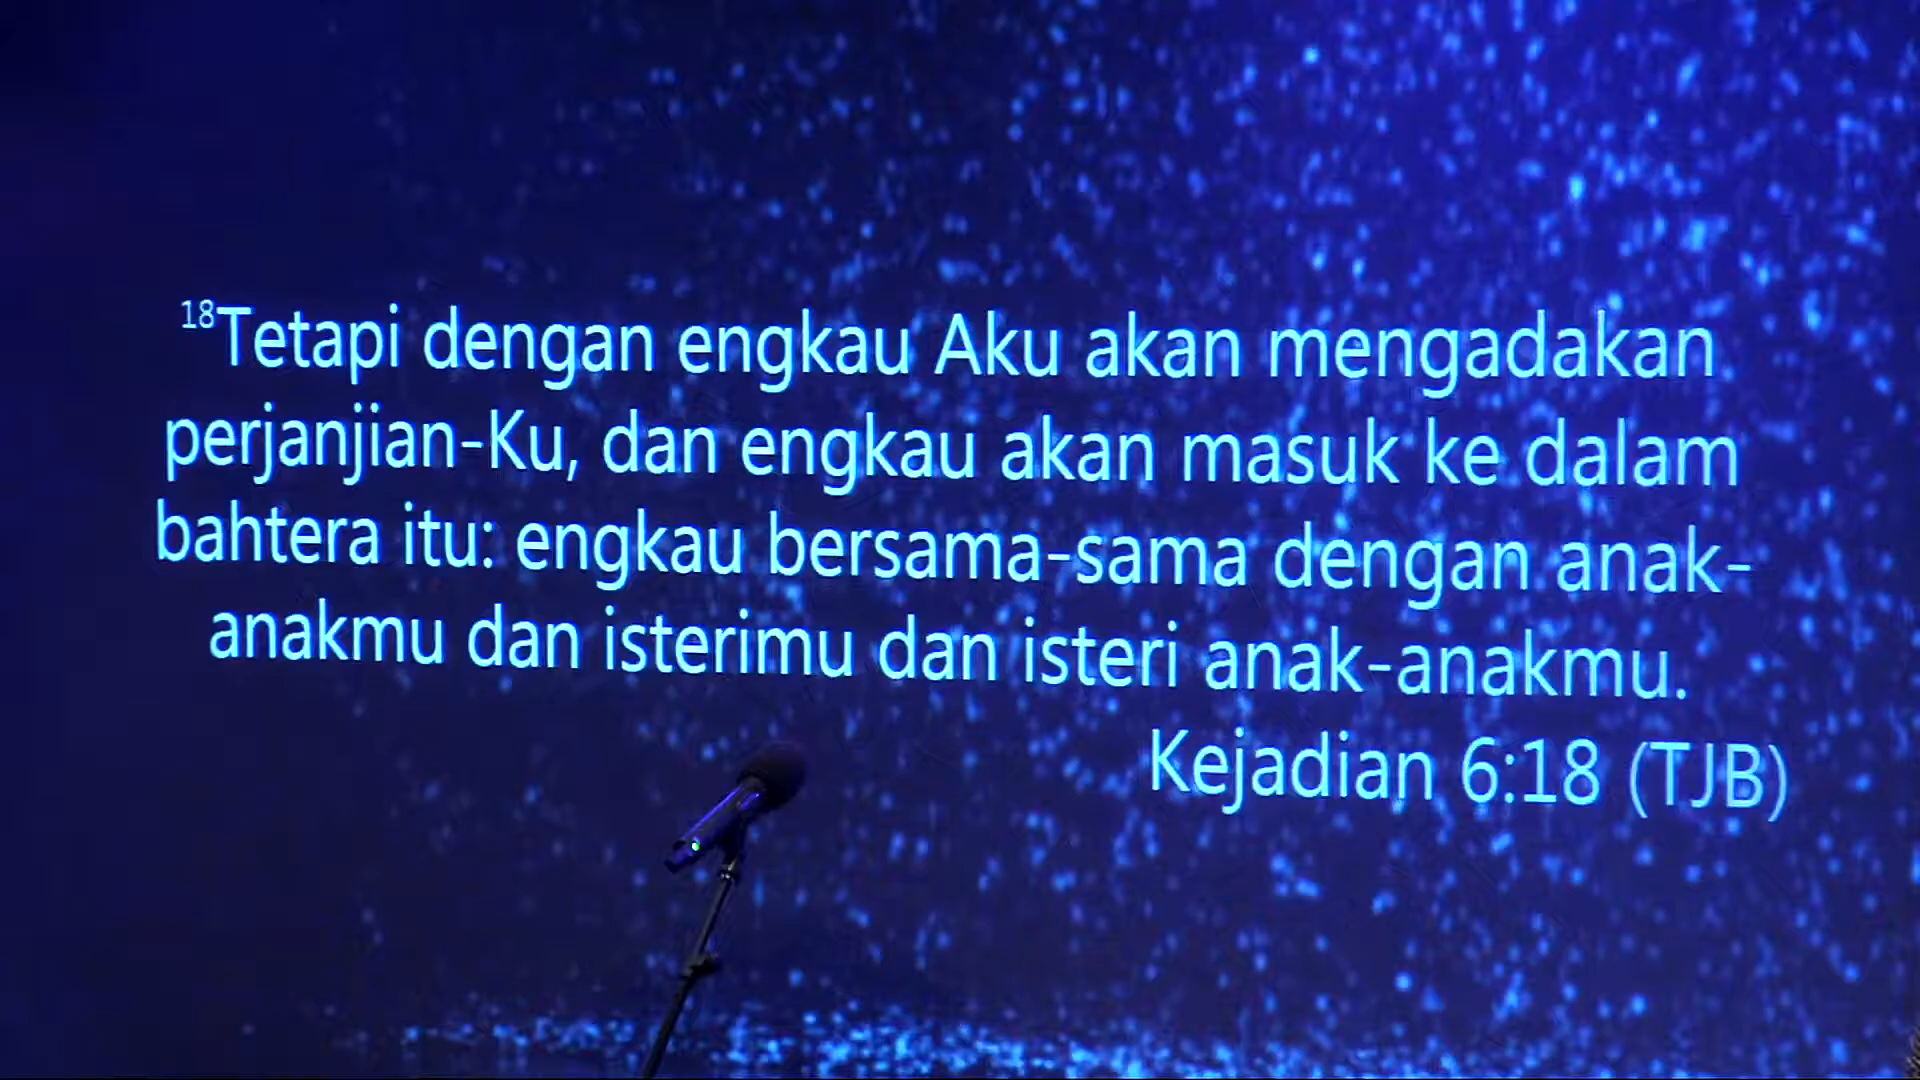 18Tetapi dengan engkau Aku akan mengadakan
perjanjian-Ku, dan engkau akan masuk ke dalam
bahtera itu: engkau bersama-sama dengan anak-
anakmu dan isterimu dan isteri anak-anakmu.
Kejadian 6:18 (TJB)